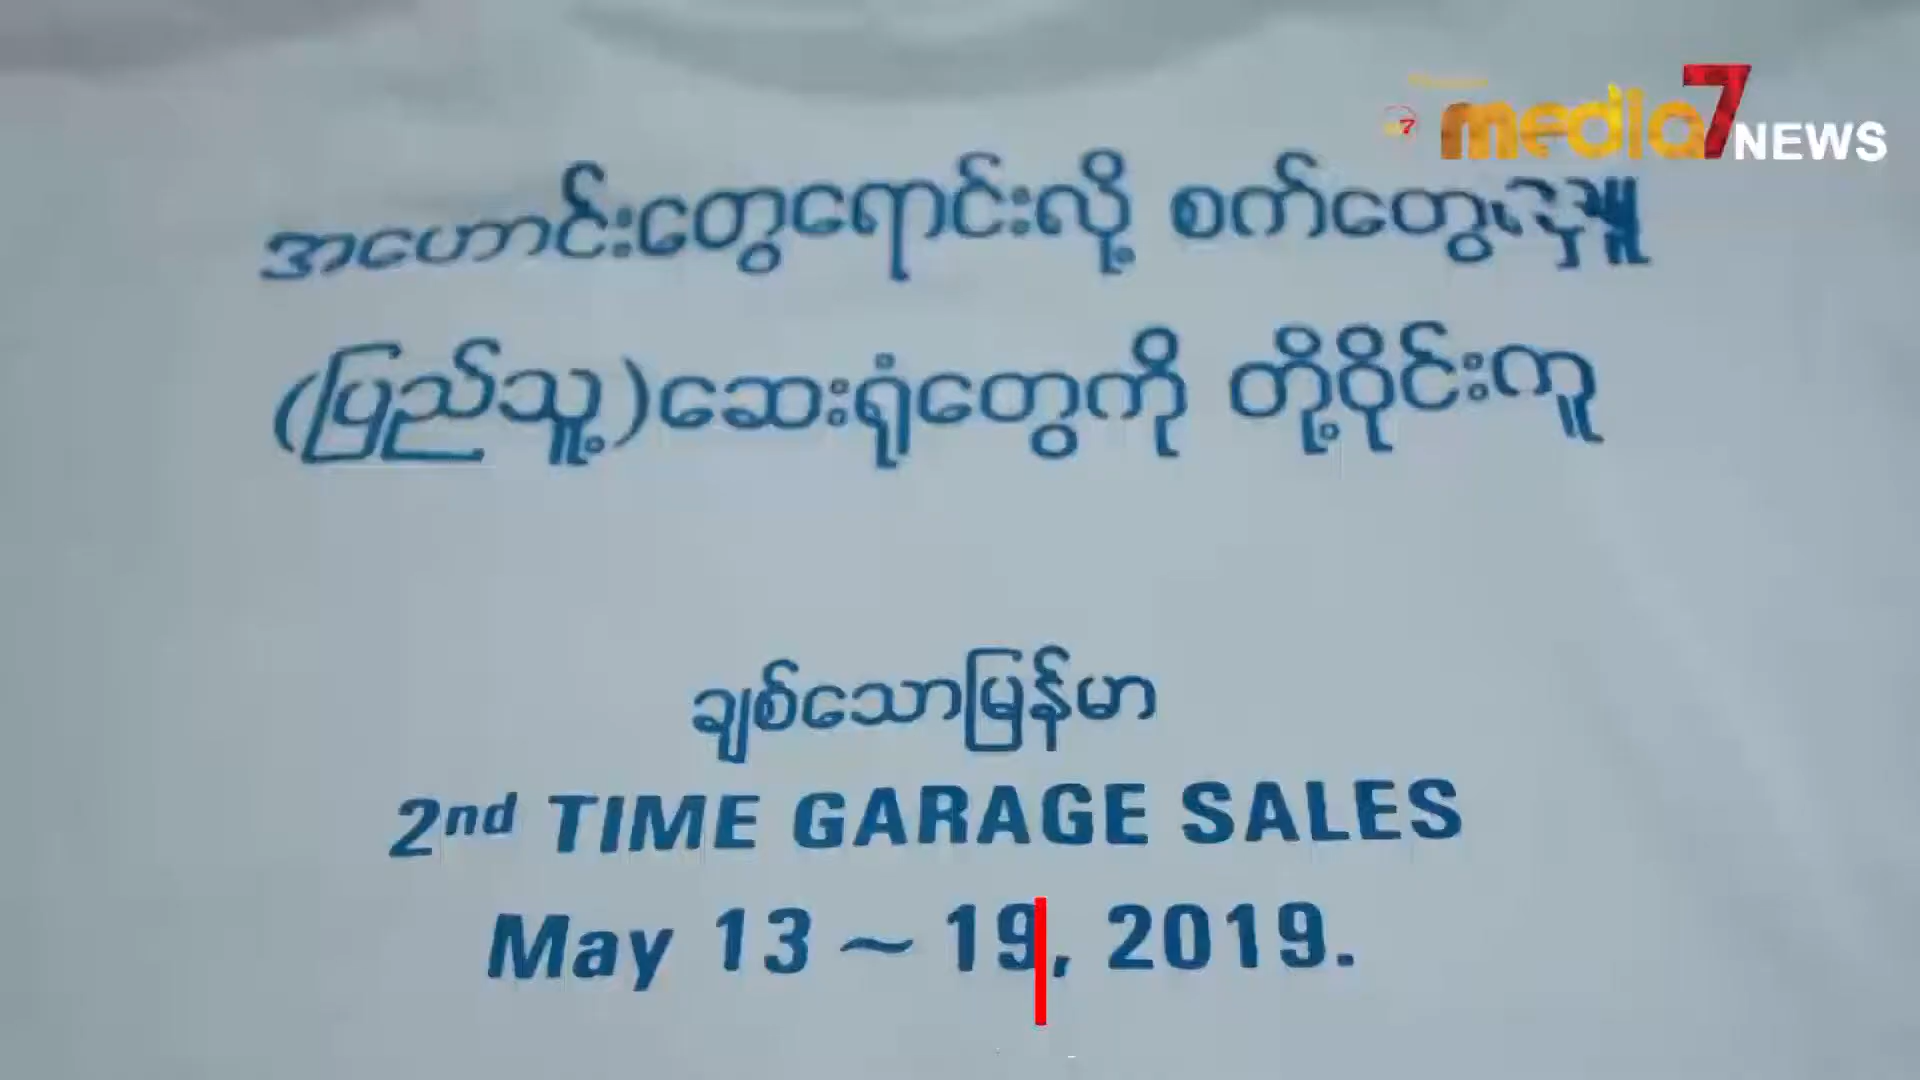 media7NEWS
အဟောင်းတွေရောင်းလို့ စက်တွေလှူ
(ပြည်သူ့)ဆေးရုံတွေကို တို့ဝိုင်းကူ
ချစ်သောမြန်မာ
2nd TIME GARAGE SALES
May 13 ~ 19, 2019.